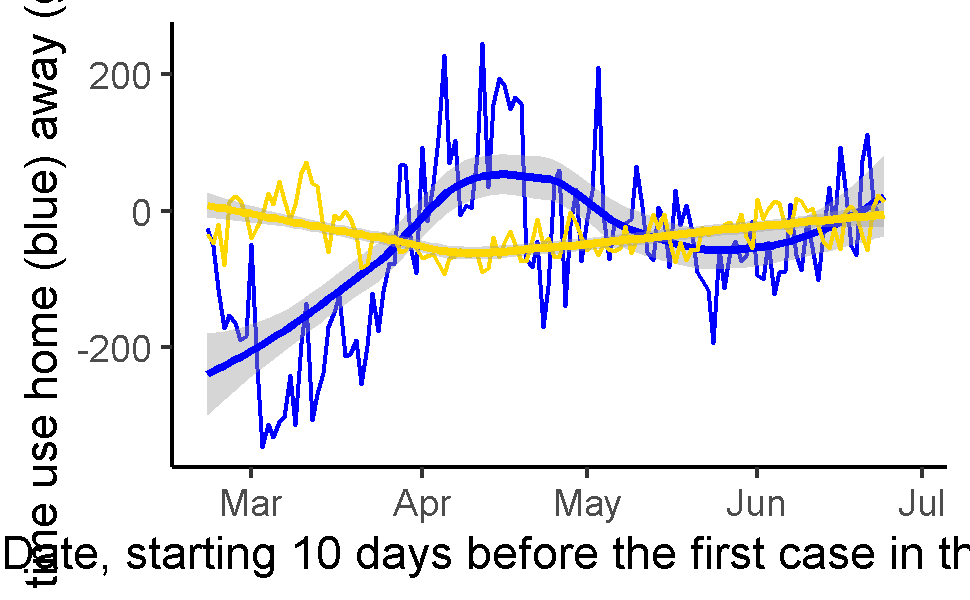 time use home (blue) away (
200
0
-200
Mar Apr May Jun Jul
Date, starting 10 days before the first case in